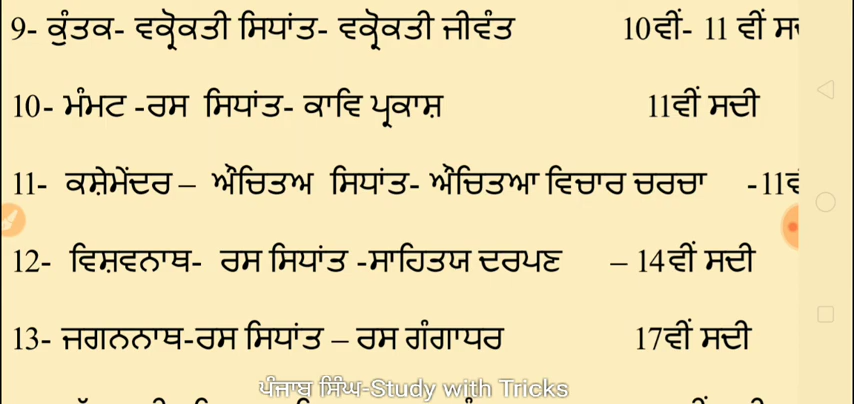 9- ਕੁੰਤਕ- ਵਕ੍ਰੋਕਤੀ ਸਿਧਾਂਤ- ਵਕ੍ਰੋਕਤੀ ਜੀਵੰਤ 10ਵੀਂ- 11 ਵੀਂ
10- ਮੰਮਟ -ਰਸ ਸਿਧਾਂਤ- ਕਾਵਿ ਪ੍ਰਕਾਸ਼ 11ਵੀਂ ਸਦੀ
11- ਕਸ਼ੇਮੇਂਦਰ – ਔਚਿਤਅ ਸਿਧਾਂਤ- ਔਚਿਤਆ ਵਿਚਾਰ ਚਰਚਾ
12- ਵਿਸ਼ਵਨਾਥ- ਰਸ ਸਿਧਾਂਤ -ਸਾਹਿਤਯ ਦਰਪਣ – 14ਵੀਂ ਸਦੀ
13- ਜਗਨਨਾਥ-ਰਸ ਸਿਧਾਂਤ – ਰਸ ਗੰਗਾਧਰ 17ਵੀਂ ਸਦੀ
ਪੰਜਾਬ ਸਿੰਘ-Study with Tricks